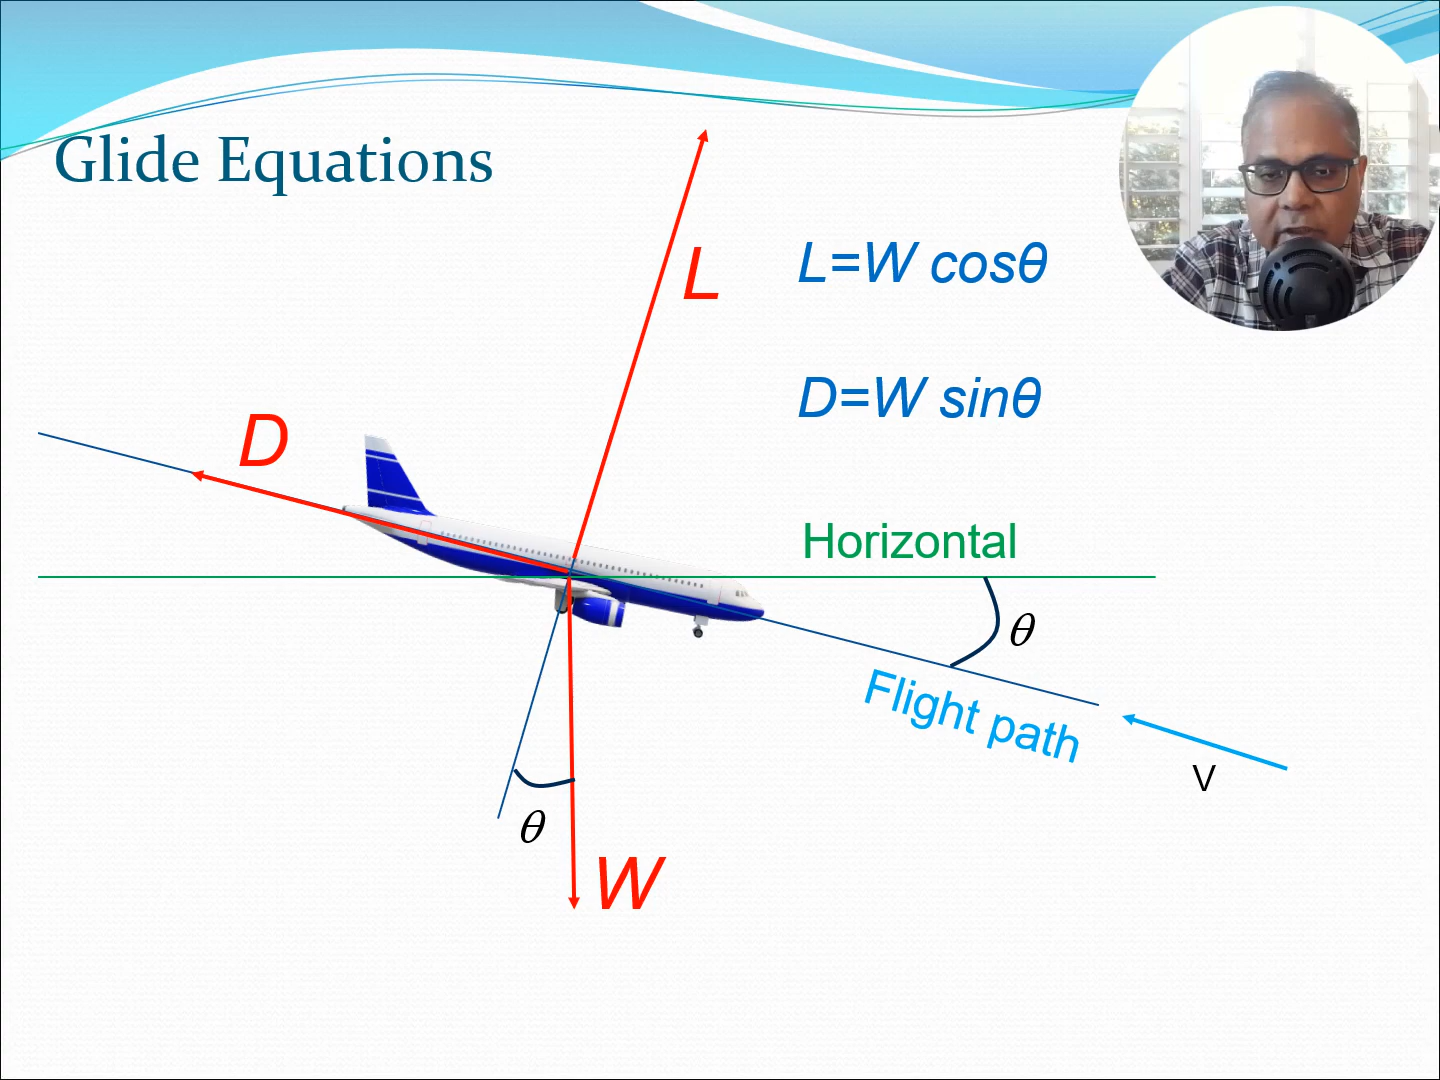 Glide Equations
L
L=W cosθ
D=W sinθ
D
Horizontal
θ
Flight path
V
θ
W